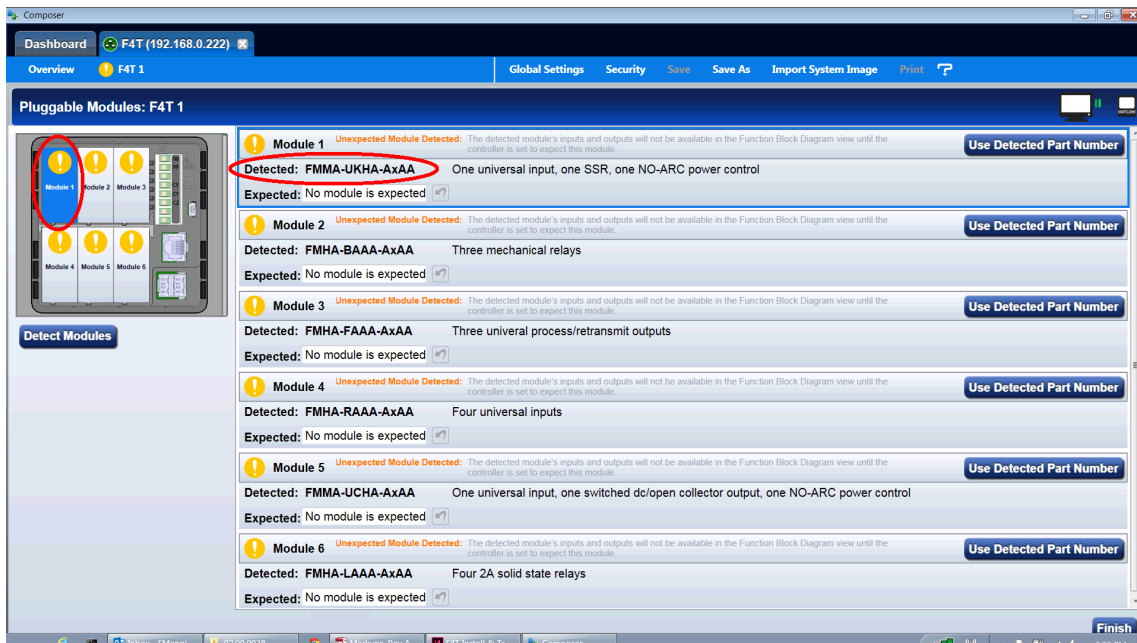 Composer
Dashboard F4T (192.168.0.222)
Overview F4T 1 Global Settings Security Save Save As Import System Image Print
Pluggable Modules: F4T 1
Module 1 Module 2 Module 3
Module 4 Module 5 Module 6
Detect Modules
Module 1 Unexpected Module Detected: The detected module's inputs and outputs will not be available in the Function Block Diagram view until the Use Detected Part Number
controller is set to expect this module.
Detected: FMMA-UKHA-AxAA One universal input, one SSR, one NO-ARC power control
Expected: No module is expected
Module 2 Unexpected Module Detected: The detected module's inputs and outputs will not be available in the Function Block Diagram view until the Use Detected Part Number
controller is set to expect this module.
Detected: FMHA-BAAA-AxAA Three mechanical relays
Expected: No module is expected
Module 3 Unexpected Module Detected: The detected module's inputs and outputs will not be available in the Function Block Diagram view until the Use Detected Part Number
controller is set to expect this module.
Detected: FMHA-FAAA-AxAA Three univeral process/retransmit outputs
Expected: No module is expected
Module 4 Unexpected Module Detected: The detected module's inputs and outputs will not be available in the Function Block Diagram view until the Use Detected Part Number
controller is set to expect this module.
Detected: FMHA-RAAA-AxAA Four universal inputs
Expected: No module is expected
Module 5 Unexpected Module Detected: The detected module's inputs and outputs will not be available in the Function Block Diagram view until the Use Detected Part Number
controller is set to expect this module.
Detected: FMMA-UCHA-AxAA One universal input, one switched dc/open collector output, one NO-ARC power control
Expected: No module is expected
Module 6 Unexpected Module Detected: The detected module's inputs and outputs will not be available in the Function Block Diagram view until the Use Detected Part Number
controller is set to expect this module.
Detected: FMHA-LAAA-AxAA Four 2A solid state relays
Expected: No module is expected
Finish